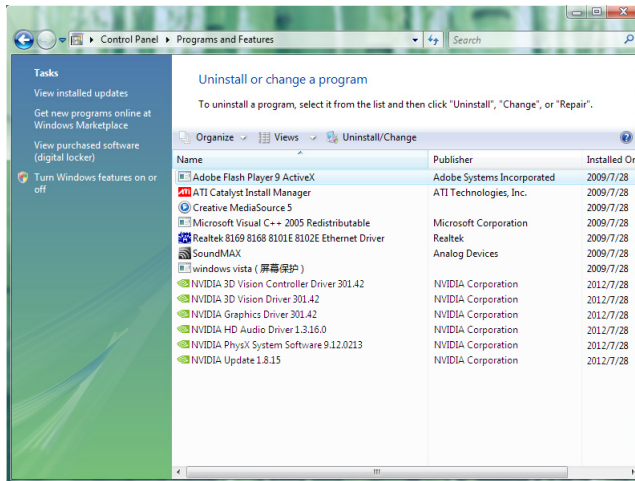 Control Panel ▸ Programs and Features
Search
Tasks
View installed updates
Get new programs online at
Windows Marketplace
View purchased software
(digital locker)
Turn Windows features on or
off
Uninstall or change a program
To uninstall a program, select it from the list and then click "Uninstall", "Change", or "Repair".
Organize Views Uninstall/Change
Name Publisher Installed On
Adobe Flash Player 9 ActiveX Adobe Systems Incorporated 2009/7/28
ATI Catalyst Install Manager ATI Technologies, Inc. 2009/7/28
Creative MediaSource 5 2009/7/28
Microsoft Visual C++ 2005 Redistributable Microsoft Corporation 2009/7/28
Realtek 8169 8168 8101E 8102E Ethernet Driver Realtek 2009/7/28
SoundMAX Analog Devices 2009/7/28
windows vista ( 屏幕保护 ) 2009/7/28
NVIDIA 3D Vision Controller Driver 301.42 NVIDIA Corporation 2012/7/28
NVIDIA 3D Vision Driver 301.42 NVIDIA Corporation 2012/7/28
NVIDIA Graphics Driver 301.42 NVIDIA Corporation 2012/7/28
NVIDIA HD Audio Driver 1.3.16.0 NVIDIA Corporation 2012/7/28
NVIDIA PhysX System Software 9.12.0213 NVIDIA Corporation 2012/7/28
NVIDIA Update 1.8.15 NVIDIA Corporation 2012/7/28